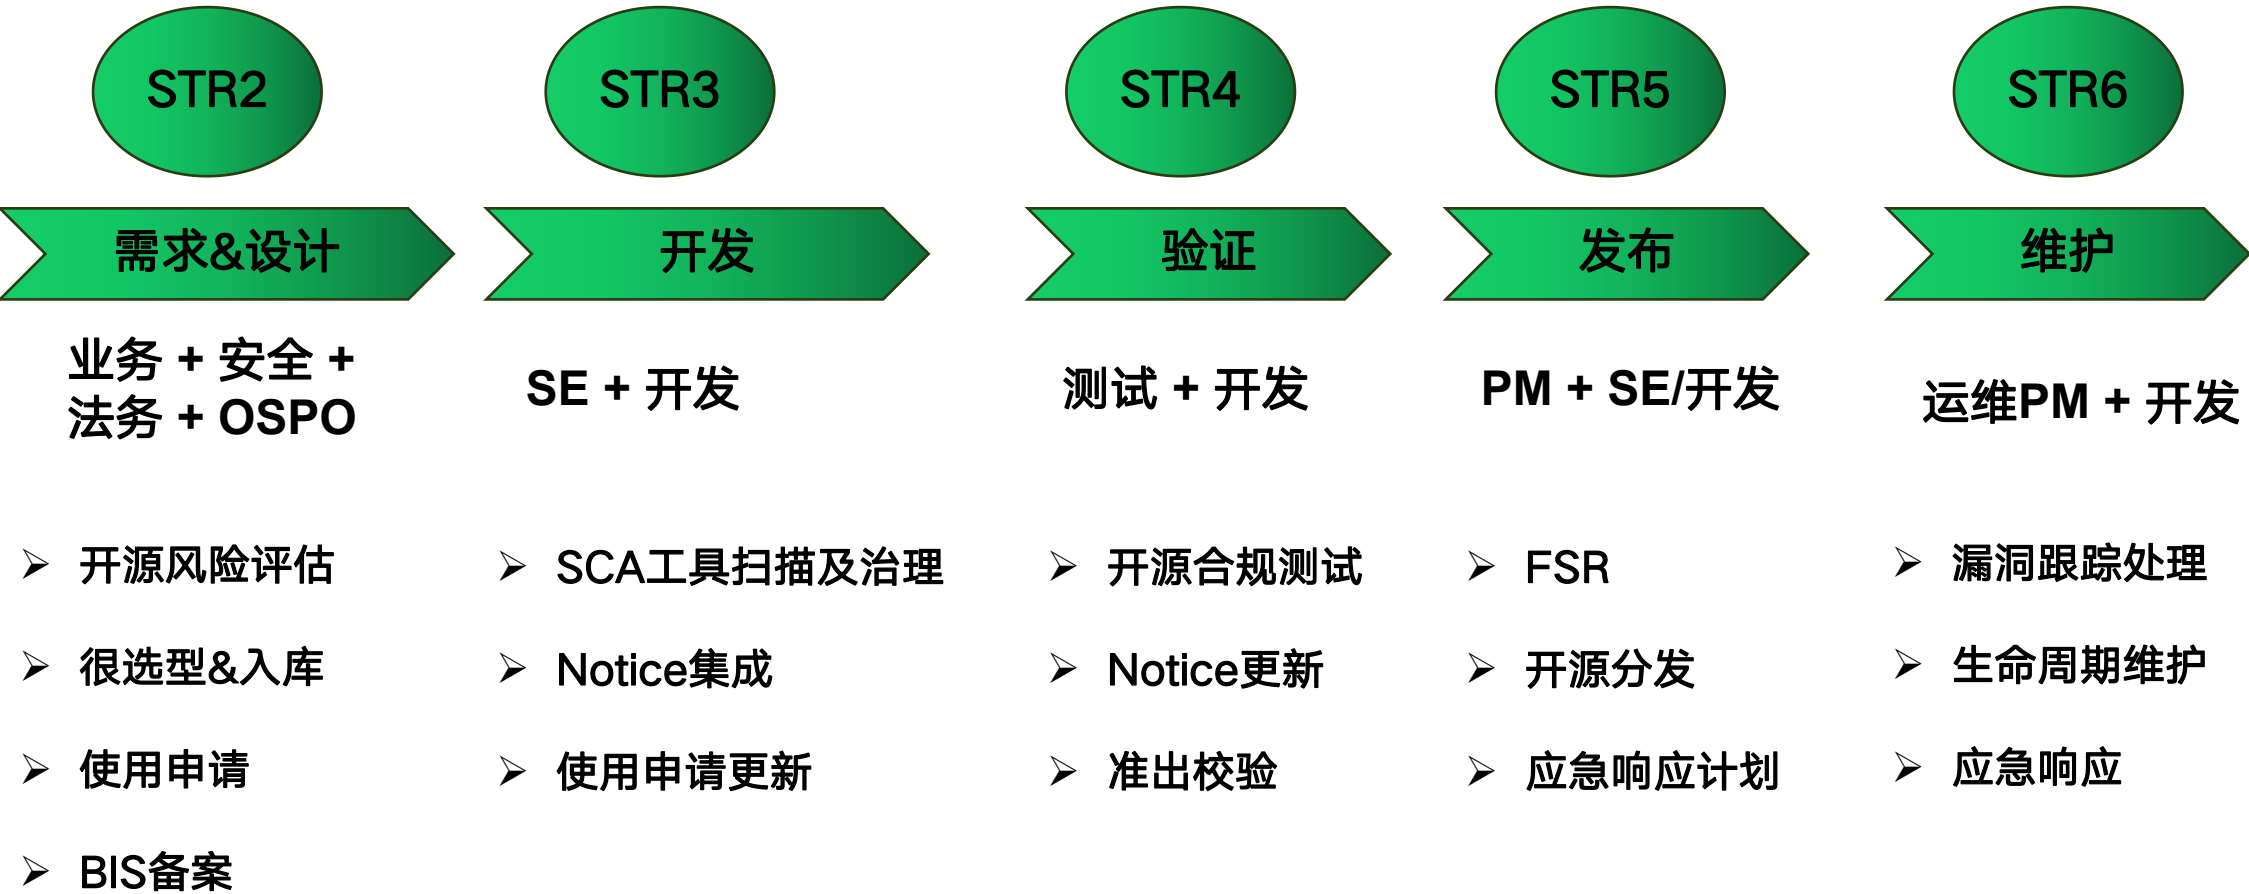 STR2
STR3
STR4
STR5
STR6
需求&设计
开发
验证
发布
维护
业务 + 安全 +
法务 + OSPO
SE + 开发
测试 + 开发
PM + SE/开发
运维PM + 开发
➢ 开源风险评估
➢ 很选型&入库
➢ 使用申请
➢ BIS备案
➢ SCA工具扫描及治理
➢ Notice集成
➢ 使用申请更新
➢ 开源合规测试
➢ Notice更新
➢ 准出校验
➢ FSR
➢ 开源分发
➢ 应急响应计划
➢ 漏洞跟踪处理
➢ 生命周期维护
➢ 应急响应